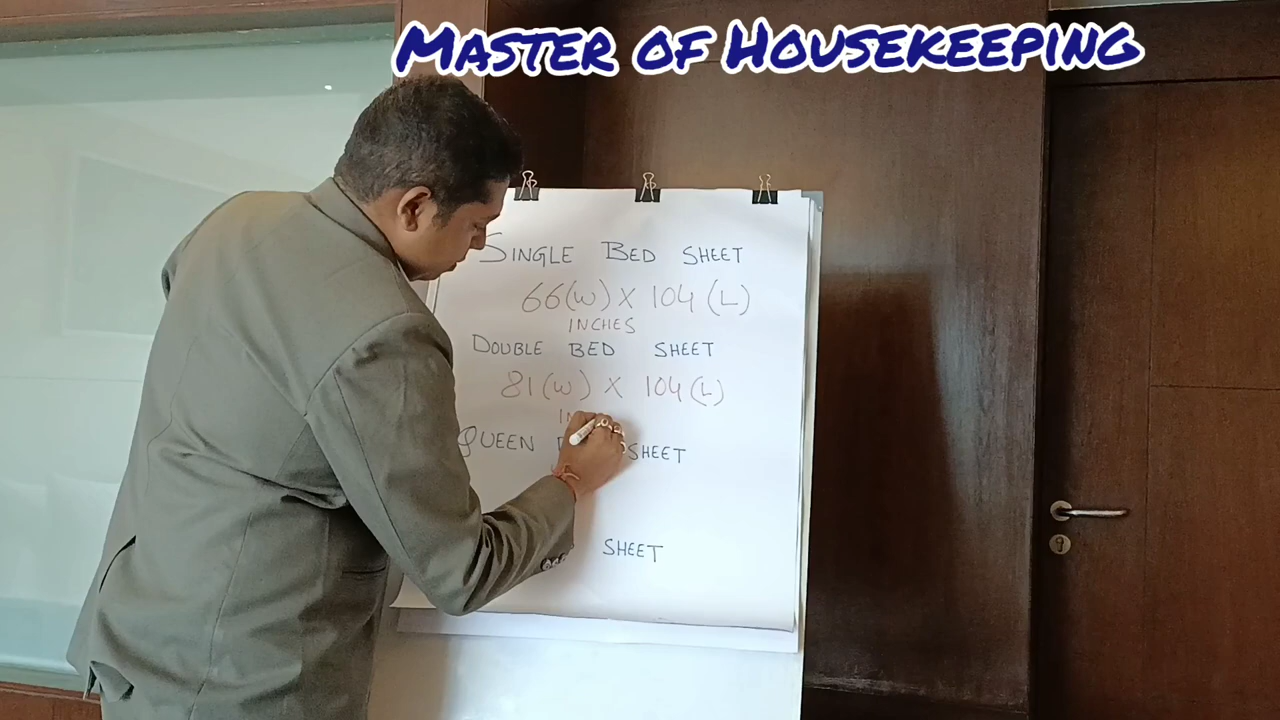 Master of Housekeeping
SINGLE BED SHEET
66(W) X 104 (L)
INCHES
DOUBLE BED SHEET
81(W) X 104(L)
QUEEN SHEET
SHEET